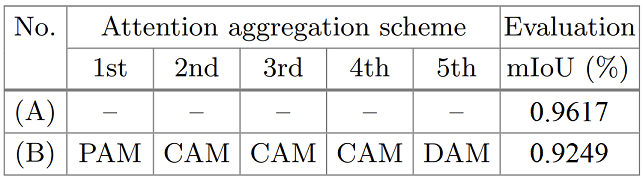 No. Attention aggregation scheme Evaluation
1st 2nd 3rd 4th 5th mIoU (%)
(A) – – – – – 0.9617
(B) PAM CAM CAM CAM DAM 0.9249